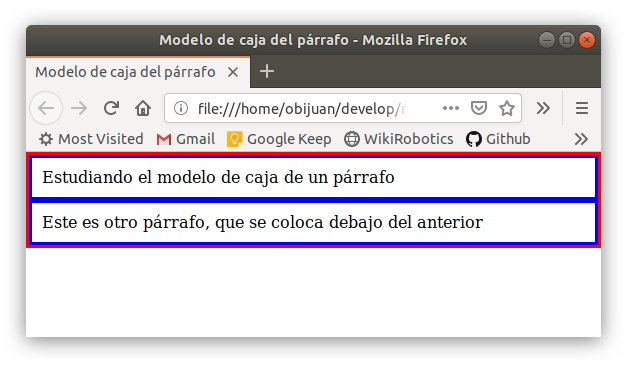 Modelo de caja del párrafo - Mozilla Firefox
Modelo de caja del párrafo
file:///home/obijuan/develop/
Most Visited Gmail Google Keep WikiRobotics Github
Estudiando el modelo de caja de un párrafo
Este es otro párrafo, que se coloca debajo del anterior